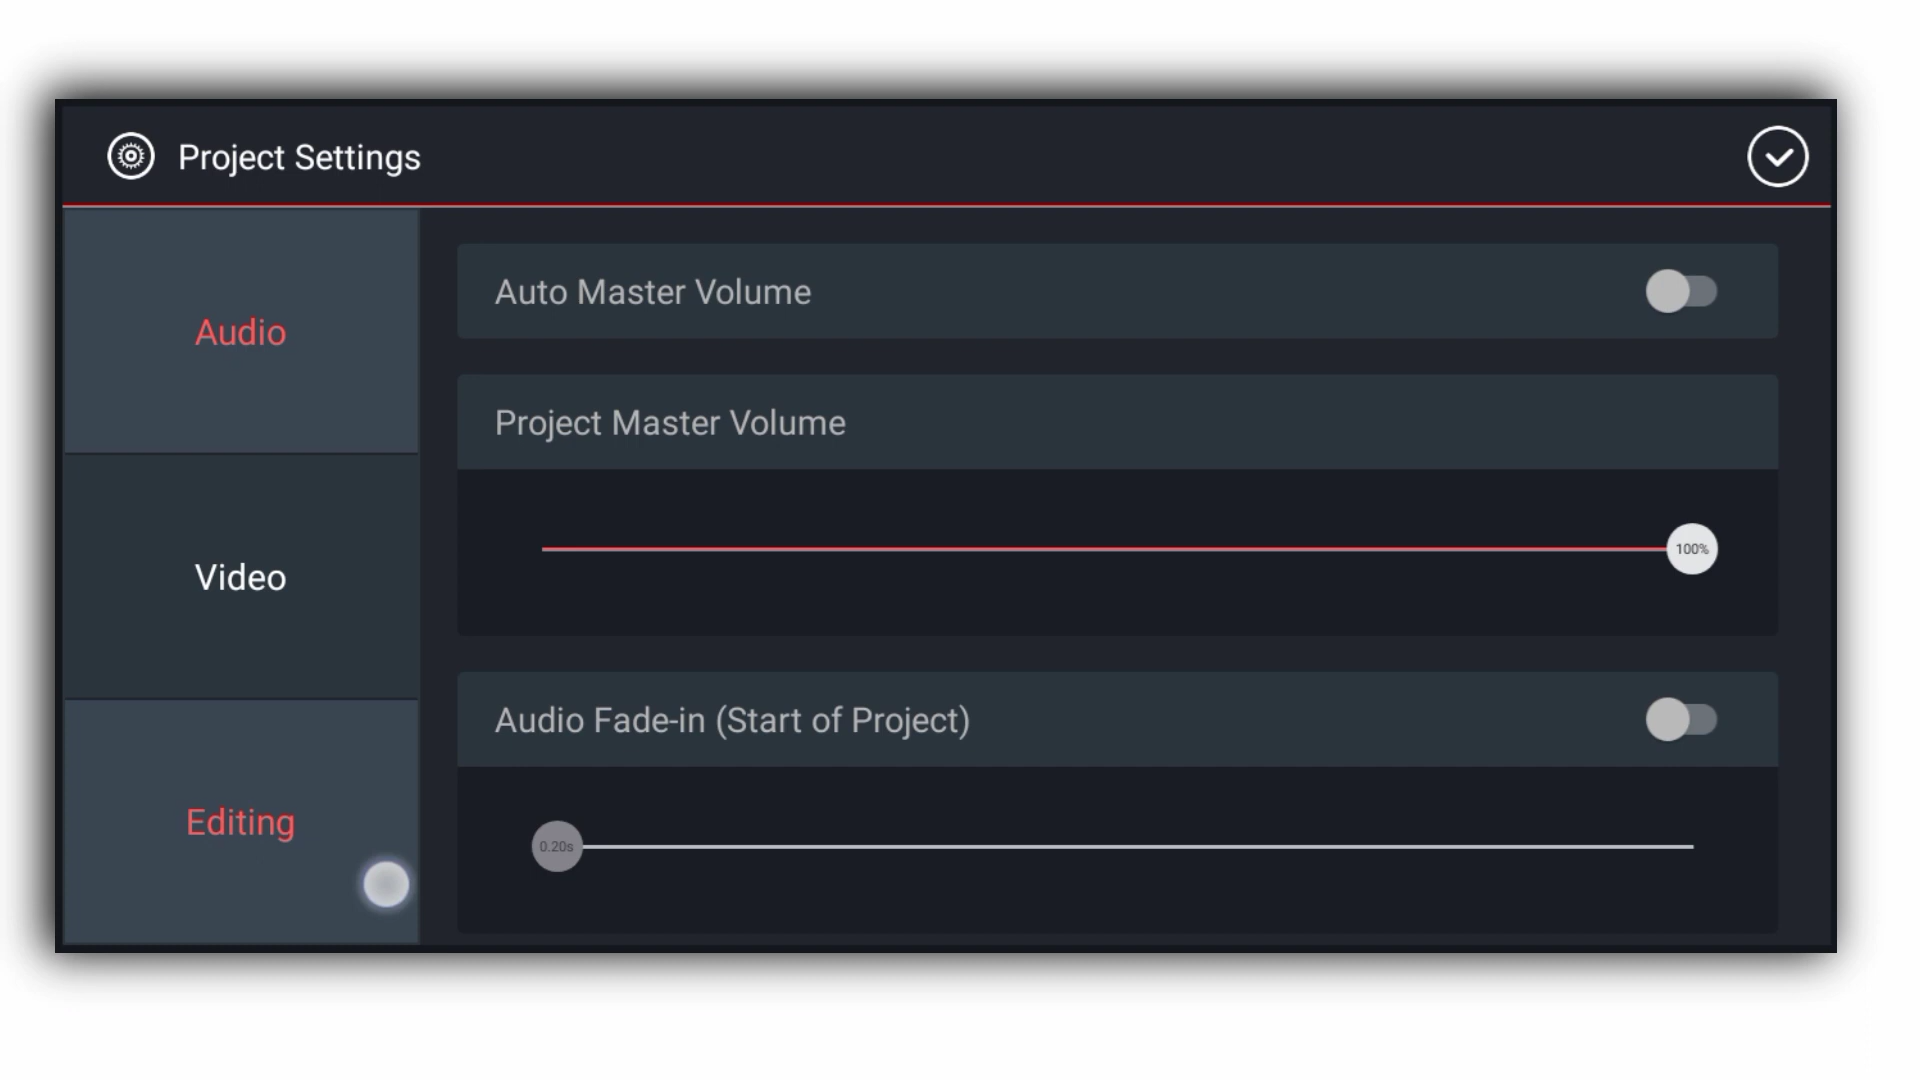 Project Settings
Audio
Video
Editing
Auto Master Volume
Project Master Volume
100%
Audio Fade-in (Start of Project)
0.20s